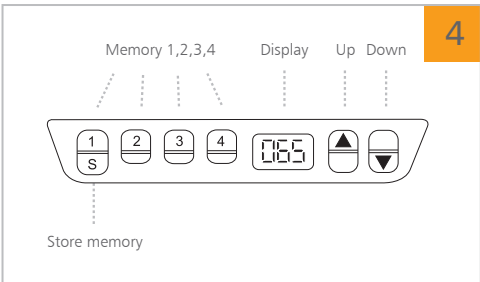 4
Memory 1,2,3,4 Display Up Down
1 2 3 4 065
S
Store memory